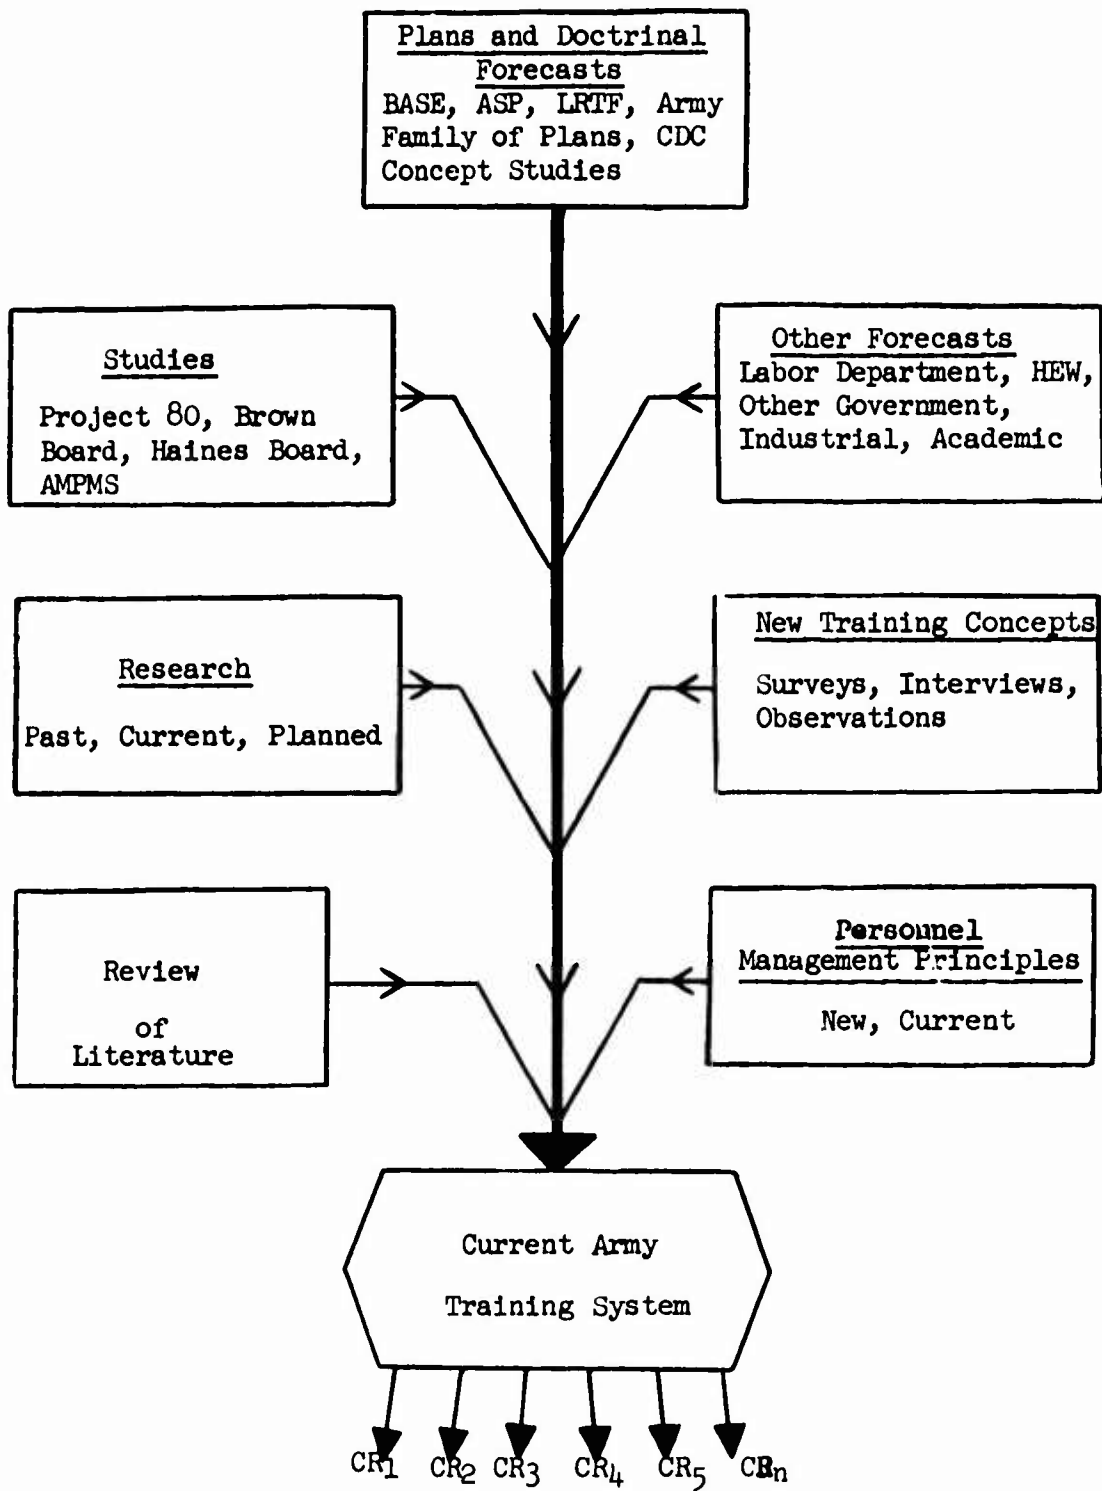 Plans and Doctrinal
Forecasts
BASE, ASP, LRTF, Army
Family of Plans, CDC
Concept Studies
Studies
Project 80, Brown
Board, Haines Board,
AMPMS
Other Forecasts
Labor Department, HEW,
Other Government,
Industrial, Academic
Research
Past, Current, Planned
New Training Concepts
Surveys, Interviews,
Observations
Review
of
Literature
Personnel
Management Principles
New, Current
Current Army
Training System
CR1 CR2 CR3 CR4 CR5 CRn